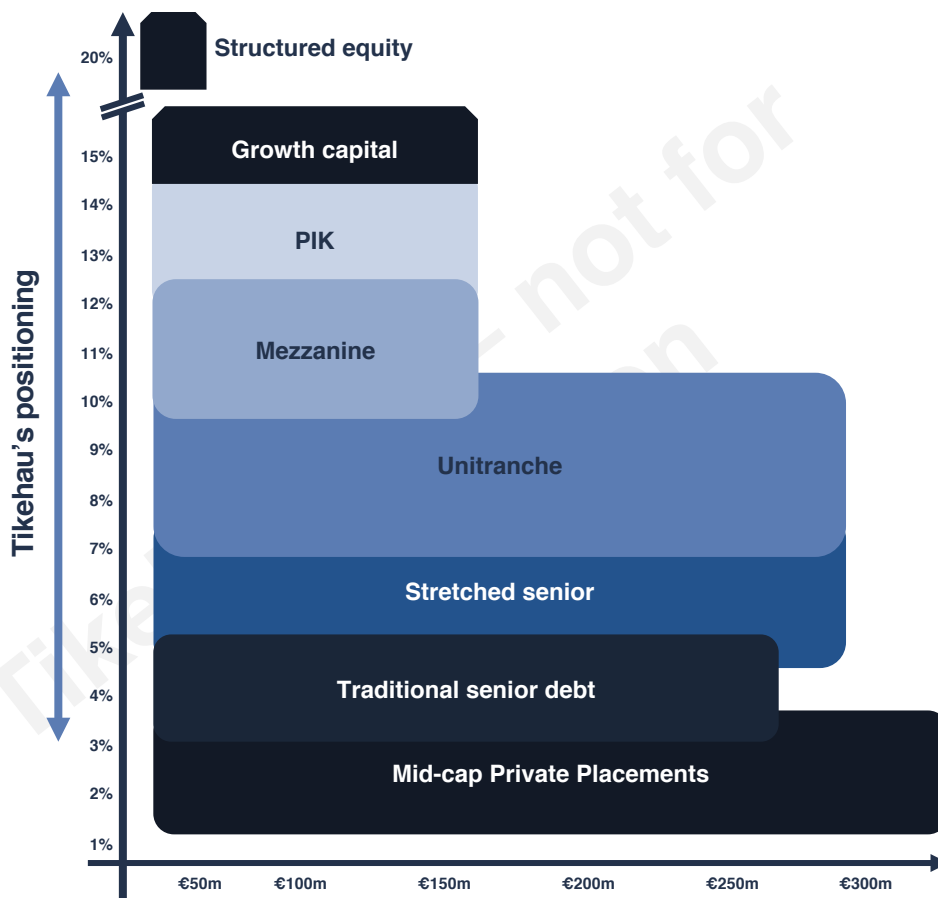 20%
Structured equity
15%
Growth capital
14%
PIK
13%
12%
Mezzanine
11%
10%
9%
Unitranche
8%
7%
Stretched senior
6%
5%
Traditional senior debt
4%
3%
Mid-cap Private Placements
2%
1%
€50m €100m €150m €200m €250m €300m
Tikehau's positioning
– not for